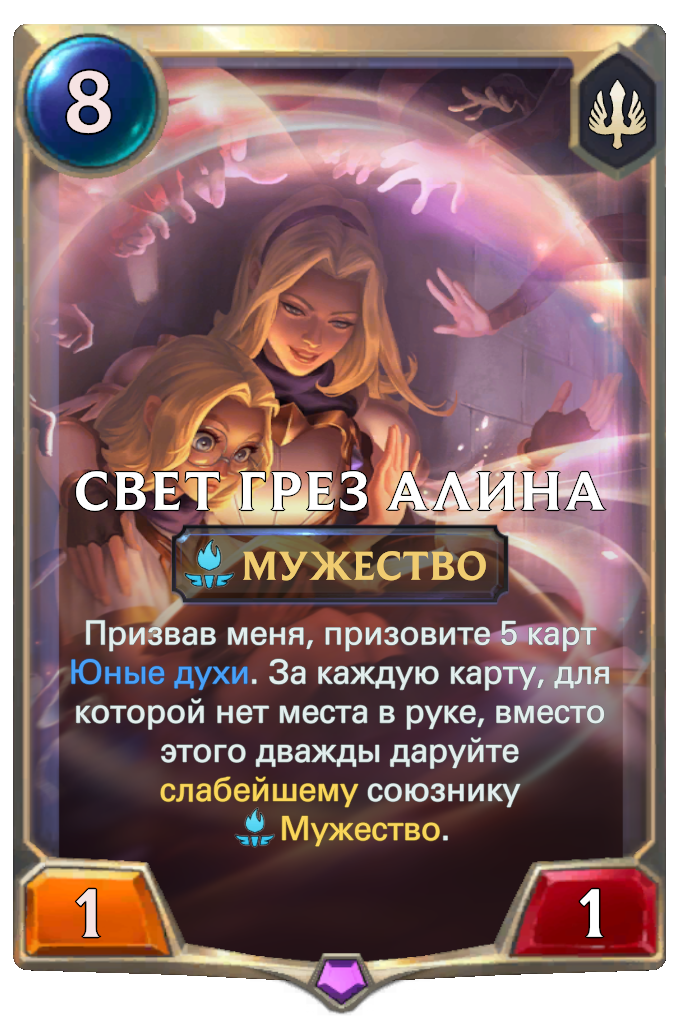 8
СВЕТ ГРЕЗ АЛИНА
МУЖЕСТВО
Призвав меня, призовите 5 карт
Юные духи. За каждую карту, для
которой нет места в руке, вместо
этого дважды даруйте
слабейшему союзнику
Мужество.
1
1